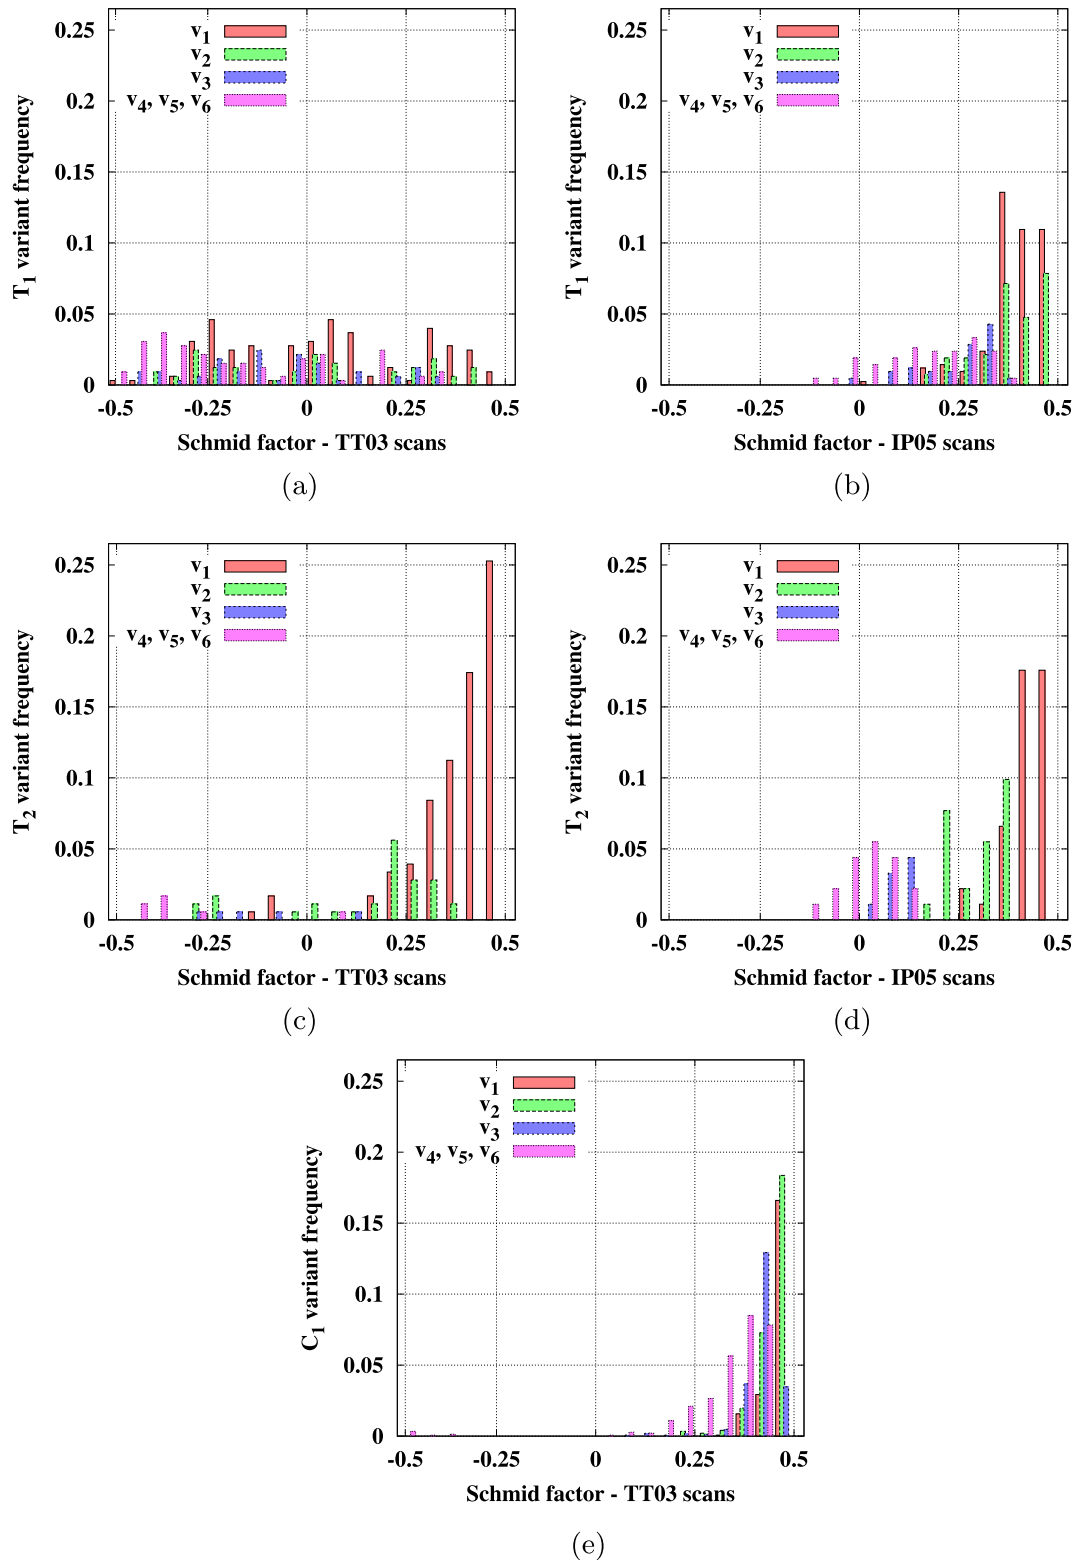 T1 variant frequency
0.25
0.2
0.15
0.1
0.05
0
v1
v2
v3
v4, v5, v6
-0.5 -0.25 0 0.25 0.5
Schmid factor - TT03 scans
(a)
T1 variant frequency
0.25
0.2
0.15
0.1
0.05
0
v1
v2
v3
v4, v5, v6
-0.5 -0.25 0 0.25 0.5
Schmid factor - IP05 scans
(b)
T2 variant frequency
0.25
0.2
0.15
0.1
0.05
0
v1
v2
v3
v4, v5, v6
-0.5 -0.25 0 0.25 0.5
Schmid factor - TT03 scans
(c)
T2 variant frequency
0.25
0.2
0.15
0.1
0.05
0
v1
v2
v3
v4, v5, v6
-0.5 -0.25 0 0.25 0.5
Schmid factor - IP05 scans
(d)
C1 variant frequency
0.25
0.2
0.15
0.1
0.05
0
v1
v2
v3
v4, v5, v6
-0.5 -0.25 0 0.25 0.5
Schmid factor - TT03 scans
(e)